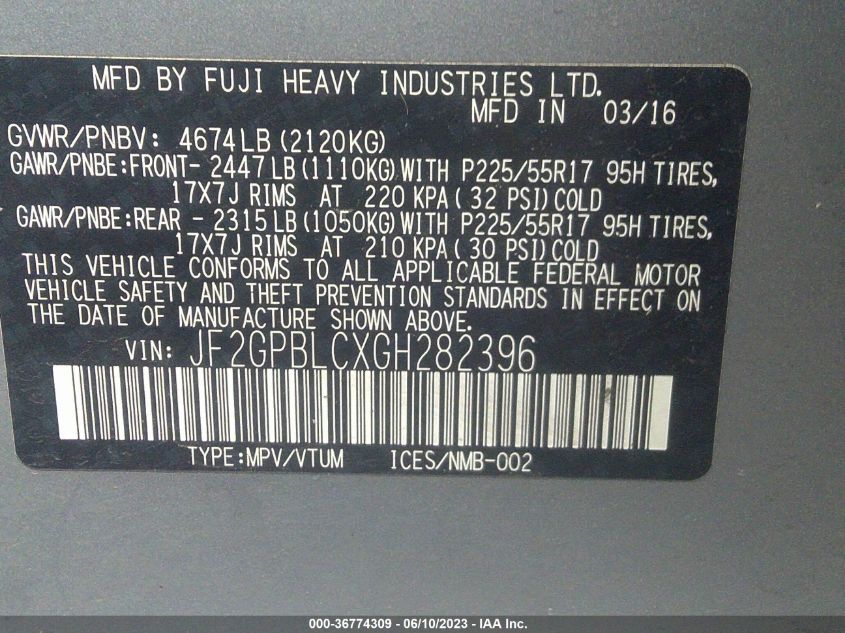 MFD BY FUJI HEAVY INDUSTRIES LTD.
MFD IN 03/16
GVWR/PNBV: 4674LB(2120KG)
GAWR/PNBE:FRONT- 2447LB(1110KG)WITH P225/55R17 95H TIRES,
17X7J RIMS AT 220 KPA(32 PSI)COLD
GAWR/PNBE:REAR - 2315LB(1050KG)WITH P225/55R17 95H TIRES,
17X7J RIMS AT 210 KPA(30 PSI)COLD
THIS VEHICLE CONFORMS TO ALL APPLICABLE FEDERAL MOTOR
VEHICLE SAFETY AND THEFT PREVENTION STANDARDS IN EFFECT ON
THE DATE OF MANUFACTURE SHOWN ABOVE.
VIN: JF2GPBLCXGH282396
TYPE:MPV/VTUM ICES/NMB-002
000-36774309 - 06/10/2023 - IAA Inc.